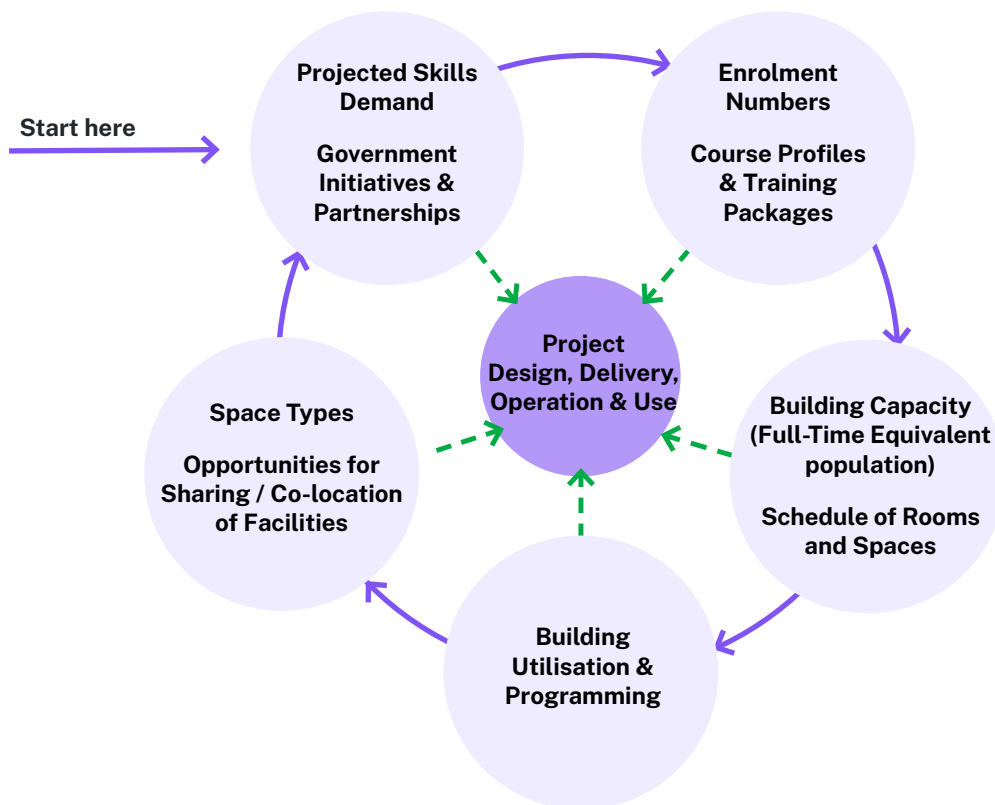 Start here
Projected Skills
Demand
Government
Initiatives &
Partnerships
Enrolment
Numbers
Course Profiles
& Training
Packages
Building Capacity
(Full-Time Equivalent
population)
Schedule of Rooms
and Spaces
Building
Utilisation &
Programming
Space Types
Opportunities for
Sharing / Co-location
of Facilities
Project
Design, Delivery,
Operation & Use